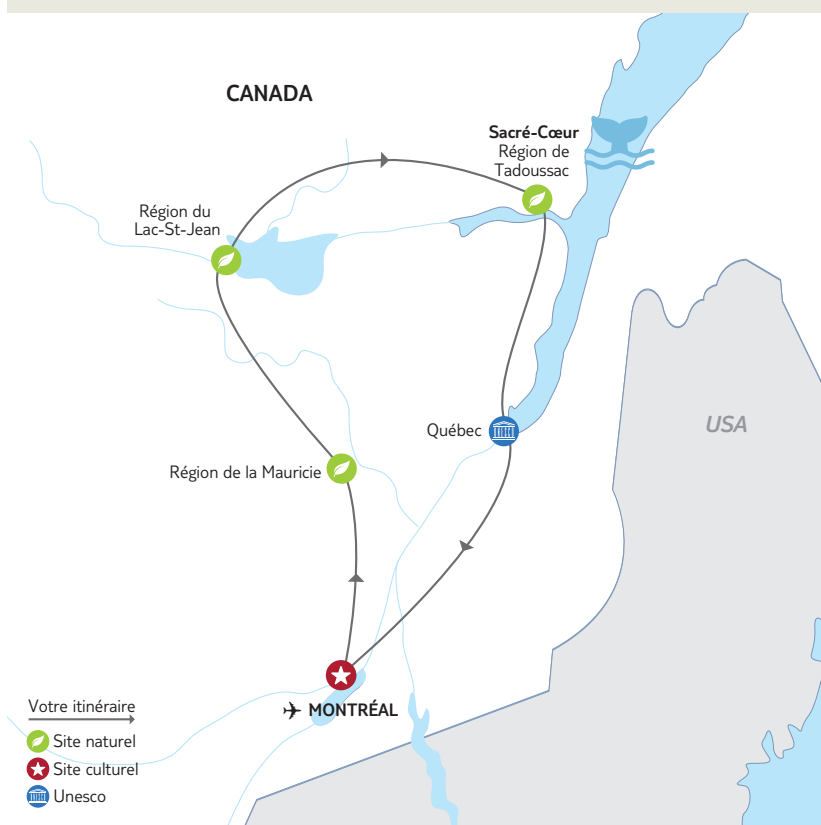 CANADA
Sacré-Cœur
Région de
Tadoussac
Région du
Lac-St-Jean
USA
Québec
Région de la Mauricie
MONTRÉAL
Votre itinéraire
Site naturel
Site culturel
Unesco